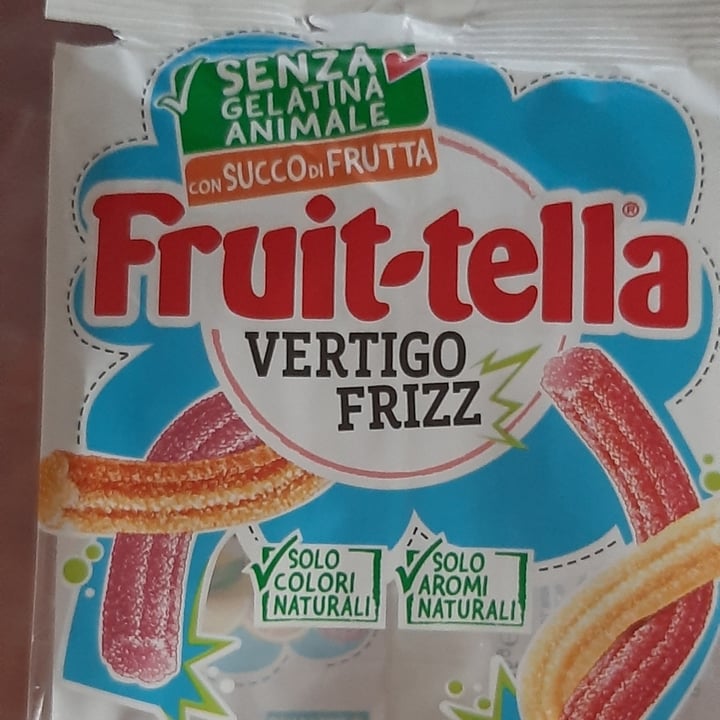 SENZA
GELATINA
ANIMALE
CON SUCCO DI FRUTTA
Fruit-tella®
VERTIGO
FRIZZ
SOLO
COLORI
NATURALI
SOLO
AROMI
NATURALI